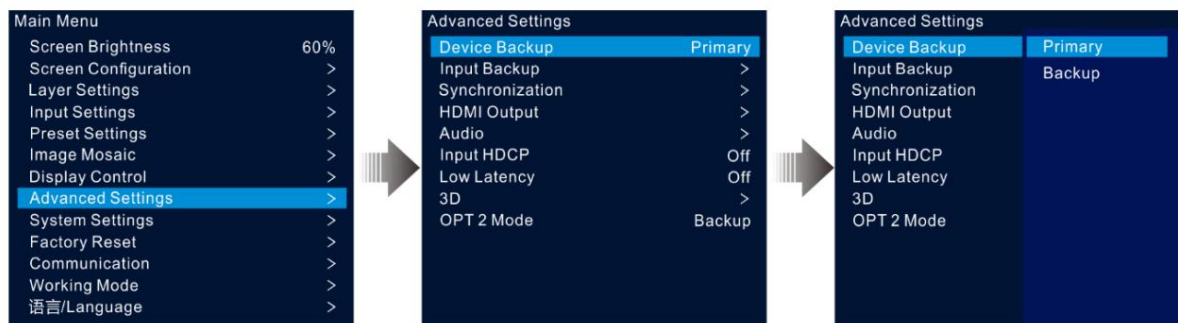 Main Menu
Screen Brightness 60%
Screen Configuration >
Layer Settings >
Input Settings >
Preset Settings >
Image Mosaic >
Display Control >
Advanced Settings >
System Settings >
Factory Reset >
Communication >
Working Mode >
语言/Language >
Advanced Settings
Device Backup Primary
Input Backup >
Synchronization >
HDMI Output >
Audio >
Input HDCP Off
Low Latency Off
3D >
OPT 2 Mode Backup
Advanced Settings
Device Backup Primary
Input Backup Backup
Synchronization
HDMI Output
Audio
Input HDCP
Low Latency
3D
OPT 2 Mode